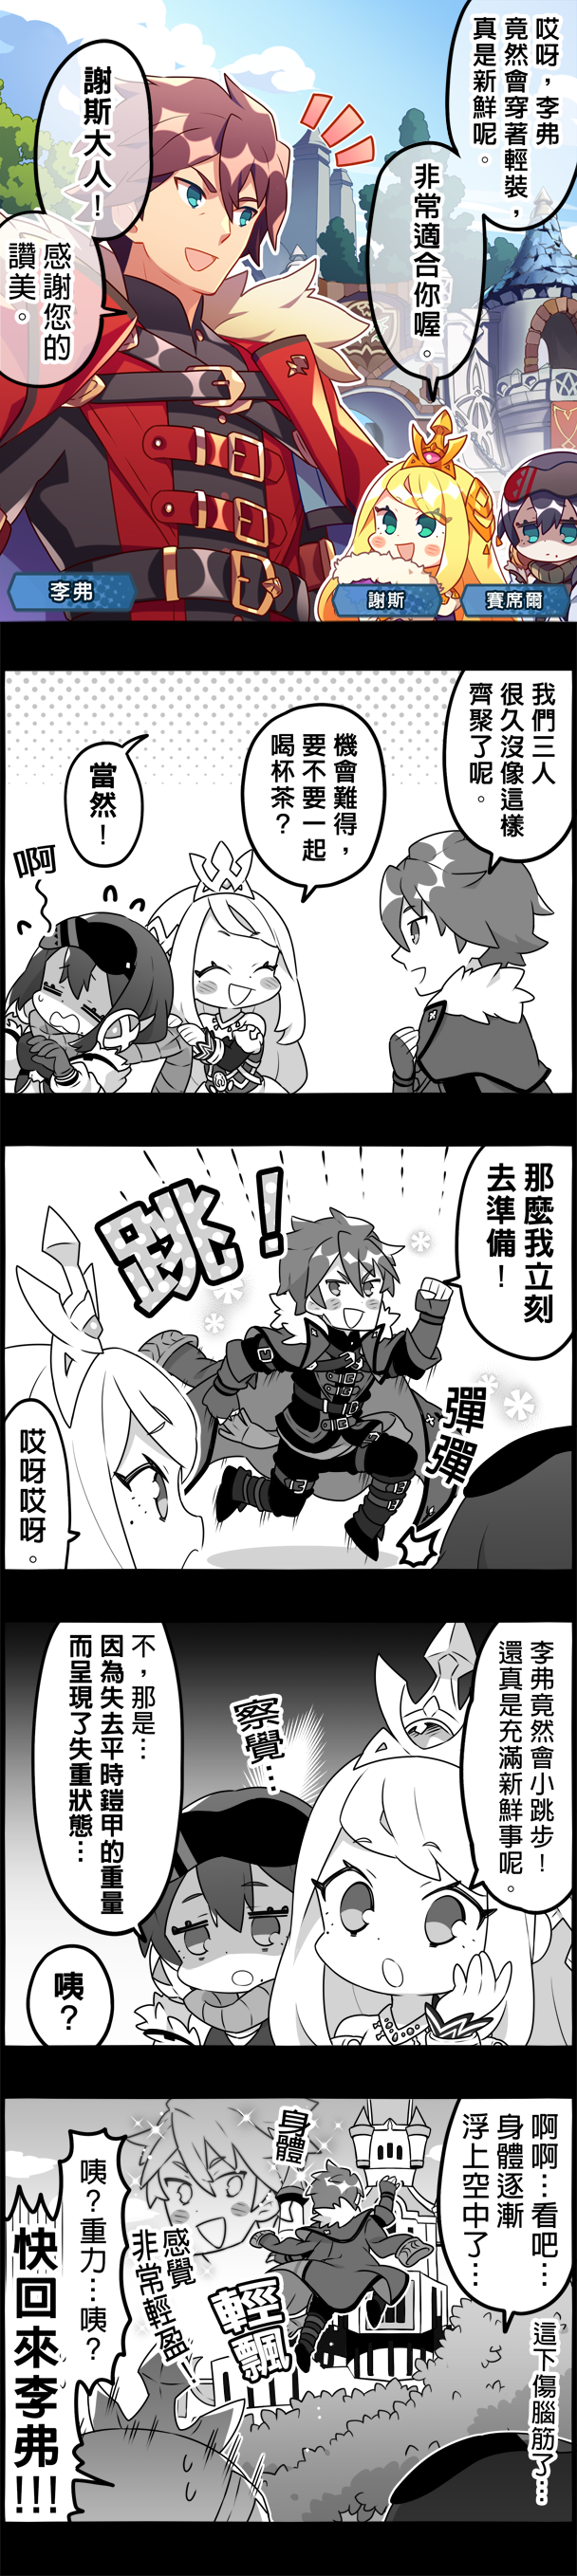 哎呀，李弗
竟然會穿著輕裝，
真是新鮮呢。
非常適合你喔。
謝斯大人！
感謝您的
讚美。
李弗
謝斯
賽席爾
我們三人
很久沒像這樣
齊聚了呢。
機會難得，
要不要一起
喝杯茶？
當然！
啊
那麼我立刻
去準備！
跳！
彈彈
哎呀哎呀。
李弗竟然會小跳步！
還真是充滿新鮮事呢。
察覺…
不，那是…
因為失去平時鎧甲的重量
而呈現了失重狀態…
咦？
啊啊…看吧…
身體逐漸
浮上空中了…
這下傷腦筋了…
身體
感覺
非常輕盈！
輕飄
咦？重力…咦？
快回來李弗!!!